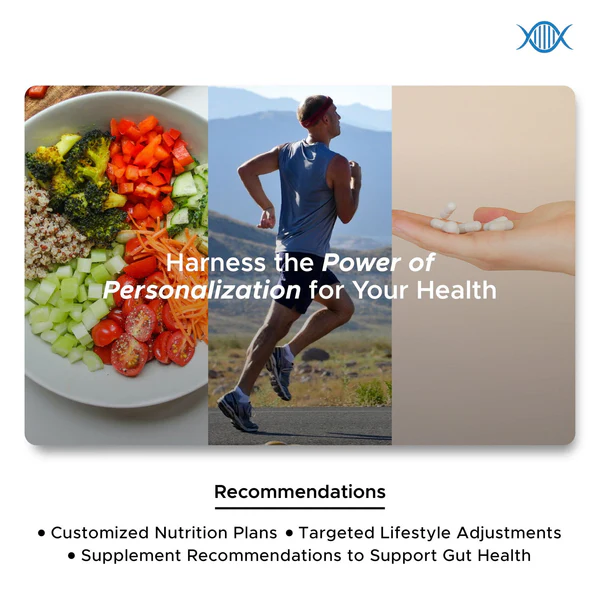 Harness the Power of
Personalization for Your Health
Recommendations
• Customized Nutrition Plans • Targeted Lifestyle Adjustments
• Supplement Recommendations to Support Gut Health